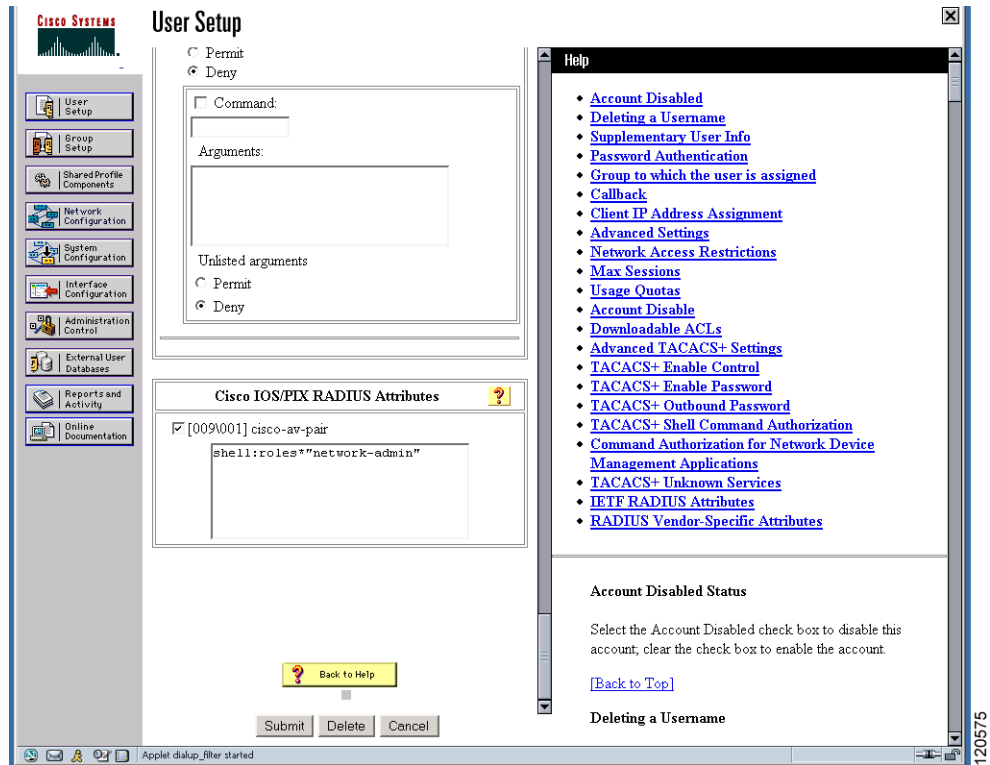 CISCO SYSTEMS
User Setup
User
Setup
Group
Setup
Shared Profile
Components
Network
Configuration
System
Configuration
Interface
Configuration
Administration
Control
External User
Databases
Reports and
Activity
Online
Documentation
Permit
Deny
Command:
Arguments:
Unlisted arguments
Permit
Deny
Cisco IOS/PIX RADIUS Attributes
?
[009\001] cisco-av-pair
shell:roles*"network-admin"
? Back to Help
Submit Delete Cancel
Help
Account Disabled
Deleting a Username
Supplementary User Info
Password Authentication
Group to which the user is assigned
Callback
Client IP Address Assignment
Advanced Settings
Network Access Restrictions
Max Sessions
Usage Quotas
Account Disable
Downloadable ACLs
Advanced TACACS+ Settings
TACACS+ Enable Control
TACACS+ Enable Password
TACACS+ Outbound Password
TACACS+ Shell Command Authorization
Command Authorization for Network Device
Management Applications
TACACS+ Unknown Services
IETF RADIUS Attributes
RADIUS Vendor-Specific Attributes
Account Disabled Status
Select the Account Disabled check box to disable this
account; clear the check box to enable the account.
[Back to Top]
Deleting a Username
Applet dialup_filter started
120575